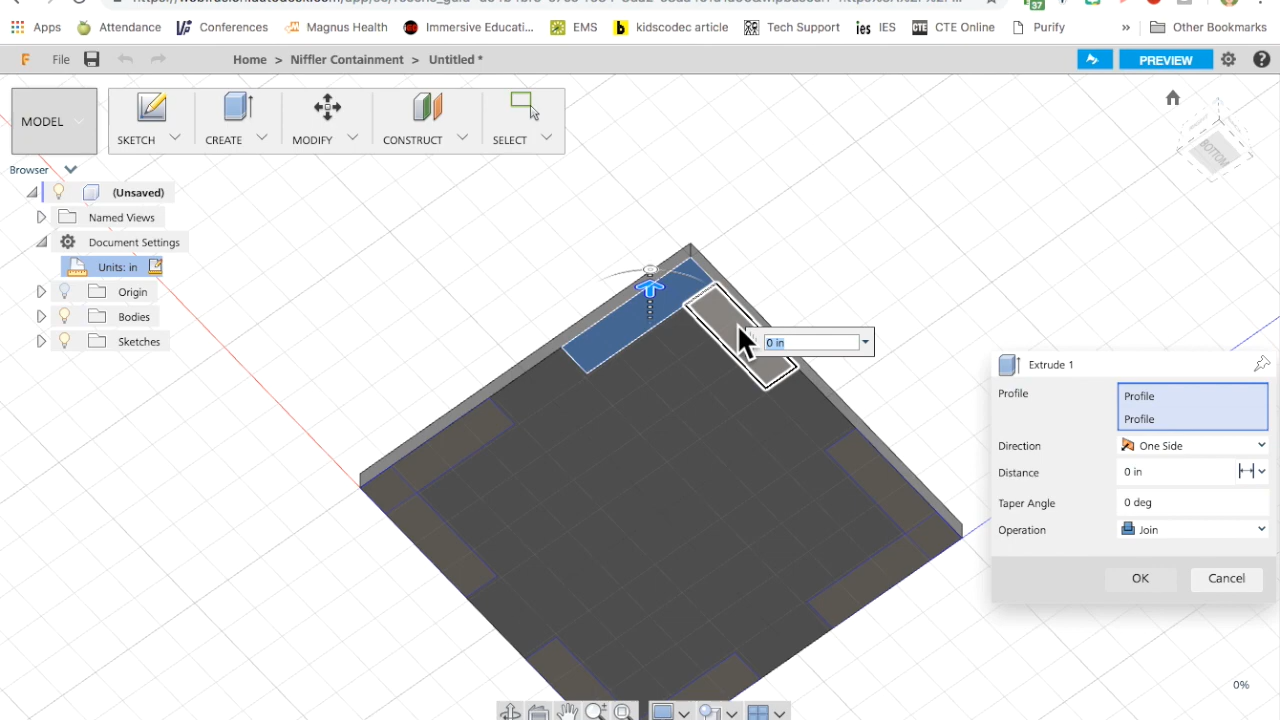 37
Apps Attendance Conferences Magnus Health Immersive Educati... EMS kidscodec article Tech Support ies IES CTE CTE Online Purify » Other Bookmarks
File Home > Niffler Containment > Untitled * PREVIEW
MODEL SKETCH CREATE MODIFY CONSTRUCT SELECT
BOTTOM
Browser
(Unsaved)
Named Views
Document Settings
Units: in
Origin
Bodies
Sketches
0 in
Extrude 1
Profile Profile
Profile
Direction One Side
Distance 0 in
Taper Angle 0 deg
Operation Join
OK Cancel
0%